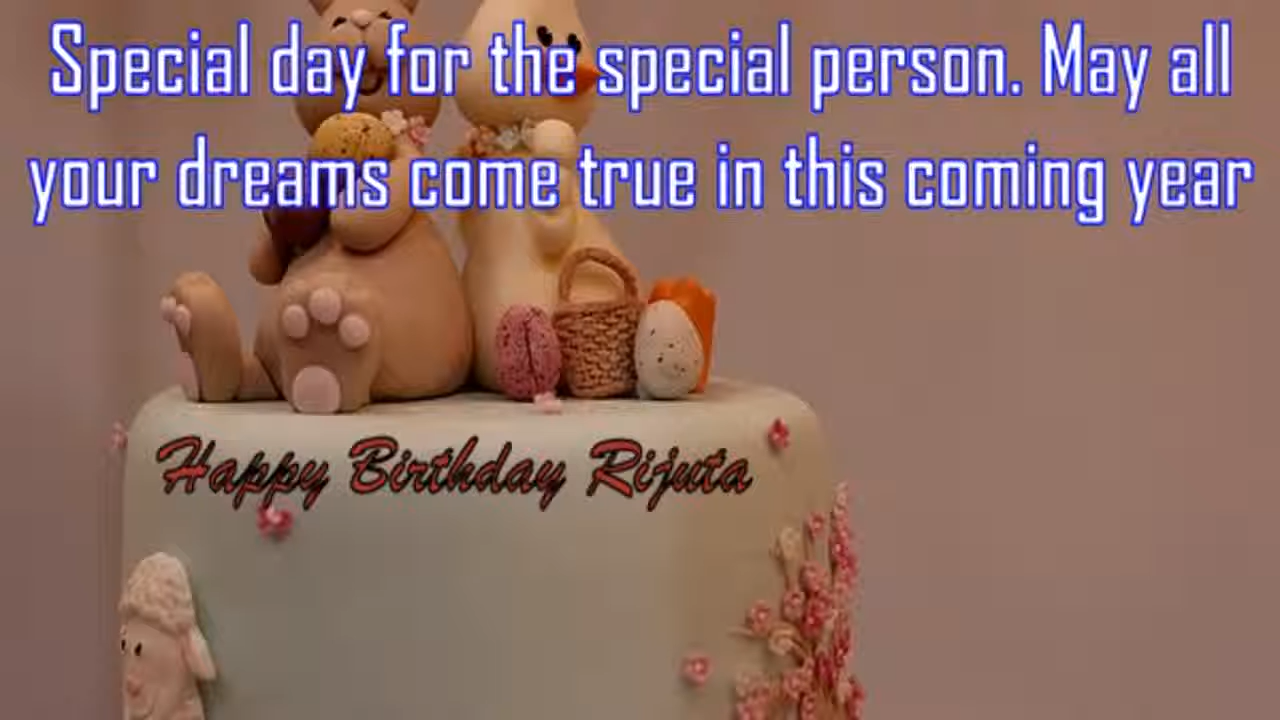 Special day for the special person. May all
your dreams come true in this coming year
Happy Birthday Rijuta